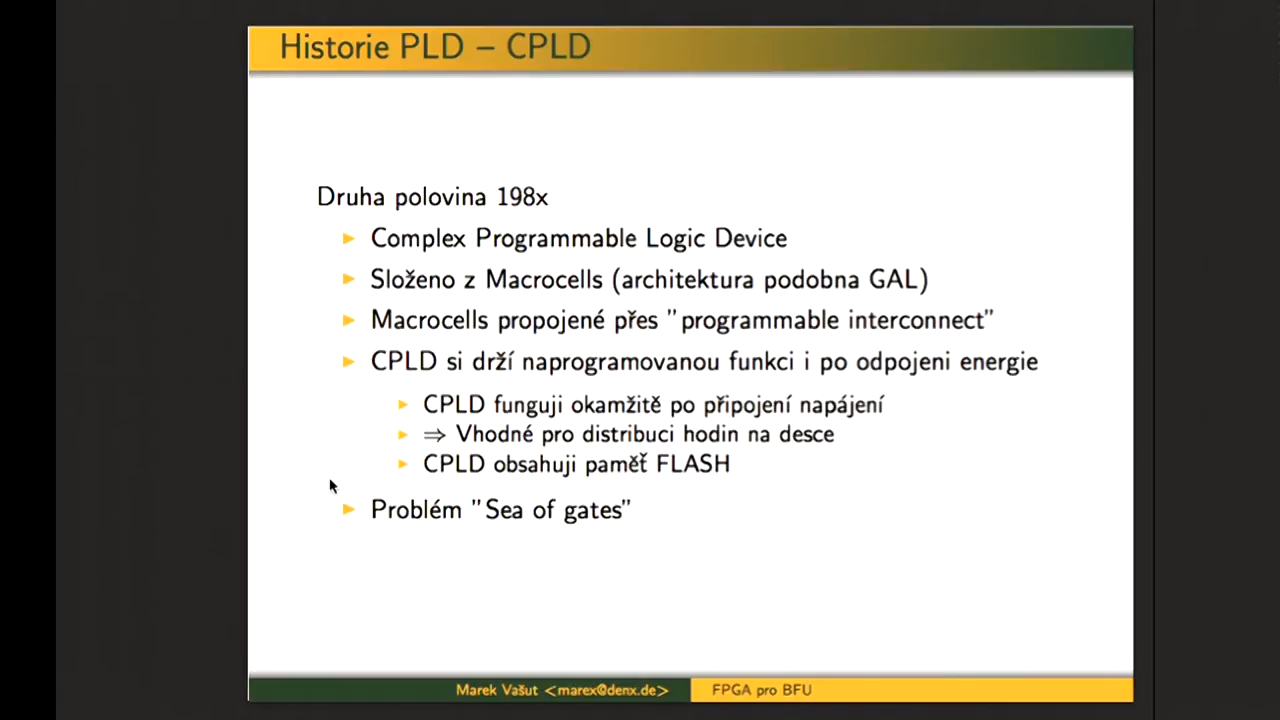 Historie PLD – CPLD
Druha polovina 198x
Complex Programmable Logic Device
Složeno z Macrocells (architektura podobna GAL)
Macrocells propojené přes "programmable interconnect"
CPLD si drží naprogramovanou funkci i po odpojeni energie
CPLD funguji okamžitě po připojení napájení
⇒ Vhodné pro distribuci hodin na desce
CPLD obsahuji paměť FLASH
Problém "Sea of gates"
Marek Vašut <marex@denx.de>
FPGA pro BFU